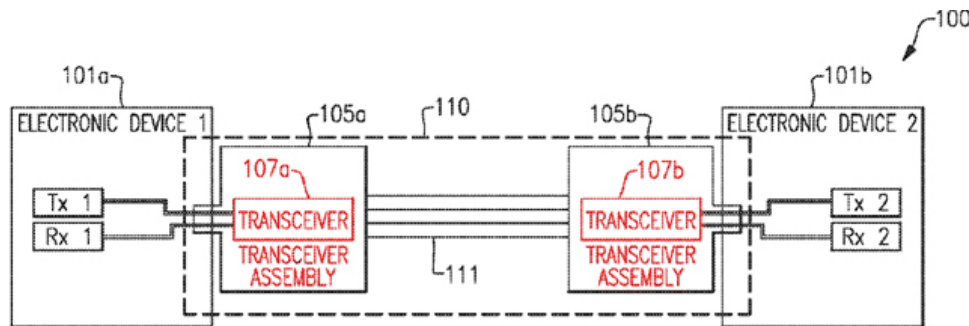 100
101a
101b
110
105a
105b
ELECTRONIC DEVICE 1
ELECTRONIC DEVICE 2
107a
107b
Tx 1
TRANSCEIVER
TRANSCEIVER
Tx 2
Rx 1
Rx 2
TRANSCEIVER
ASSEMBLY
111
TRANSCEIVER
ASSEMBLY